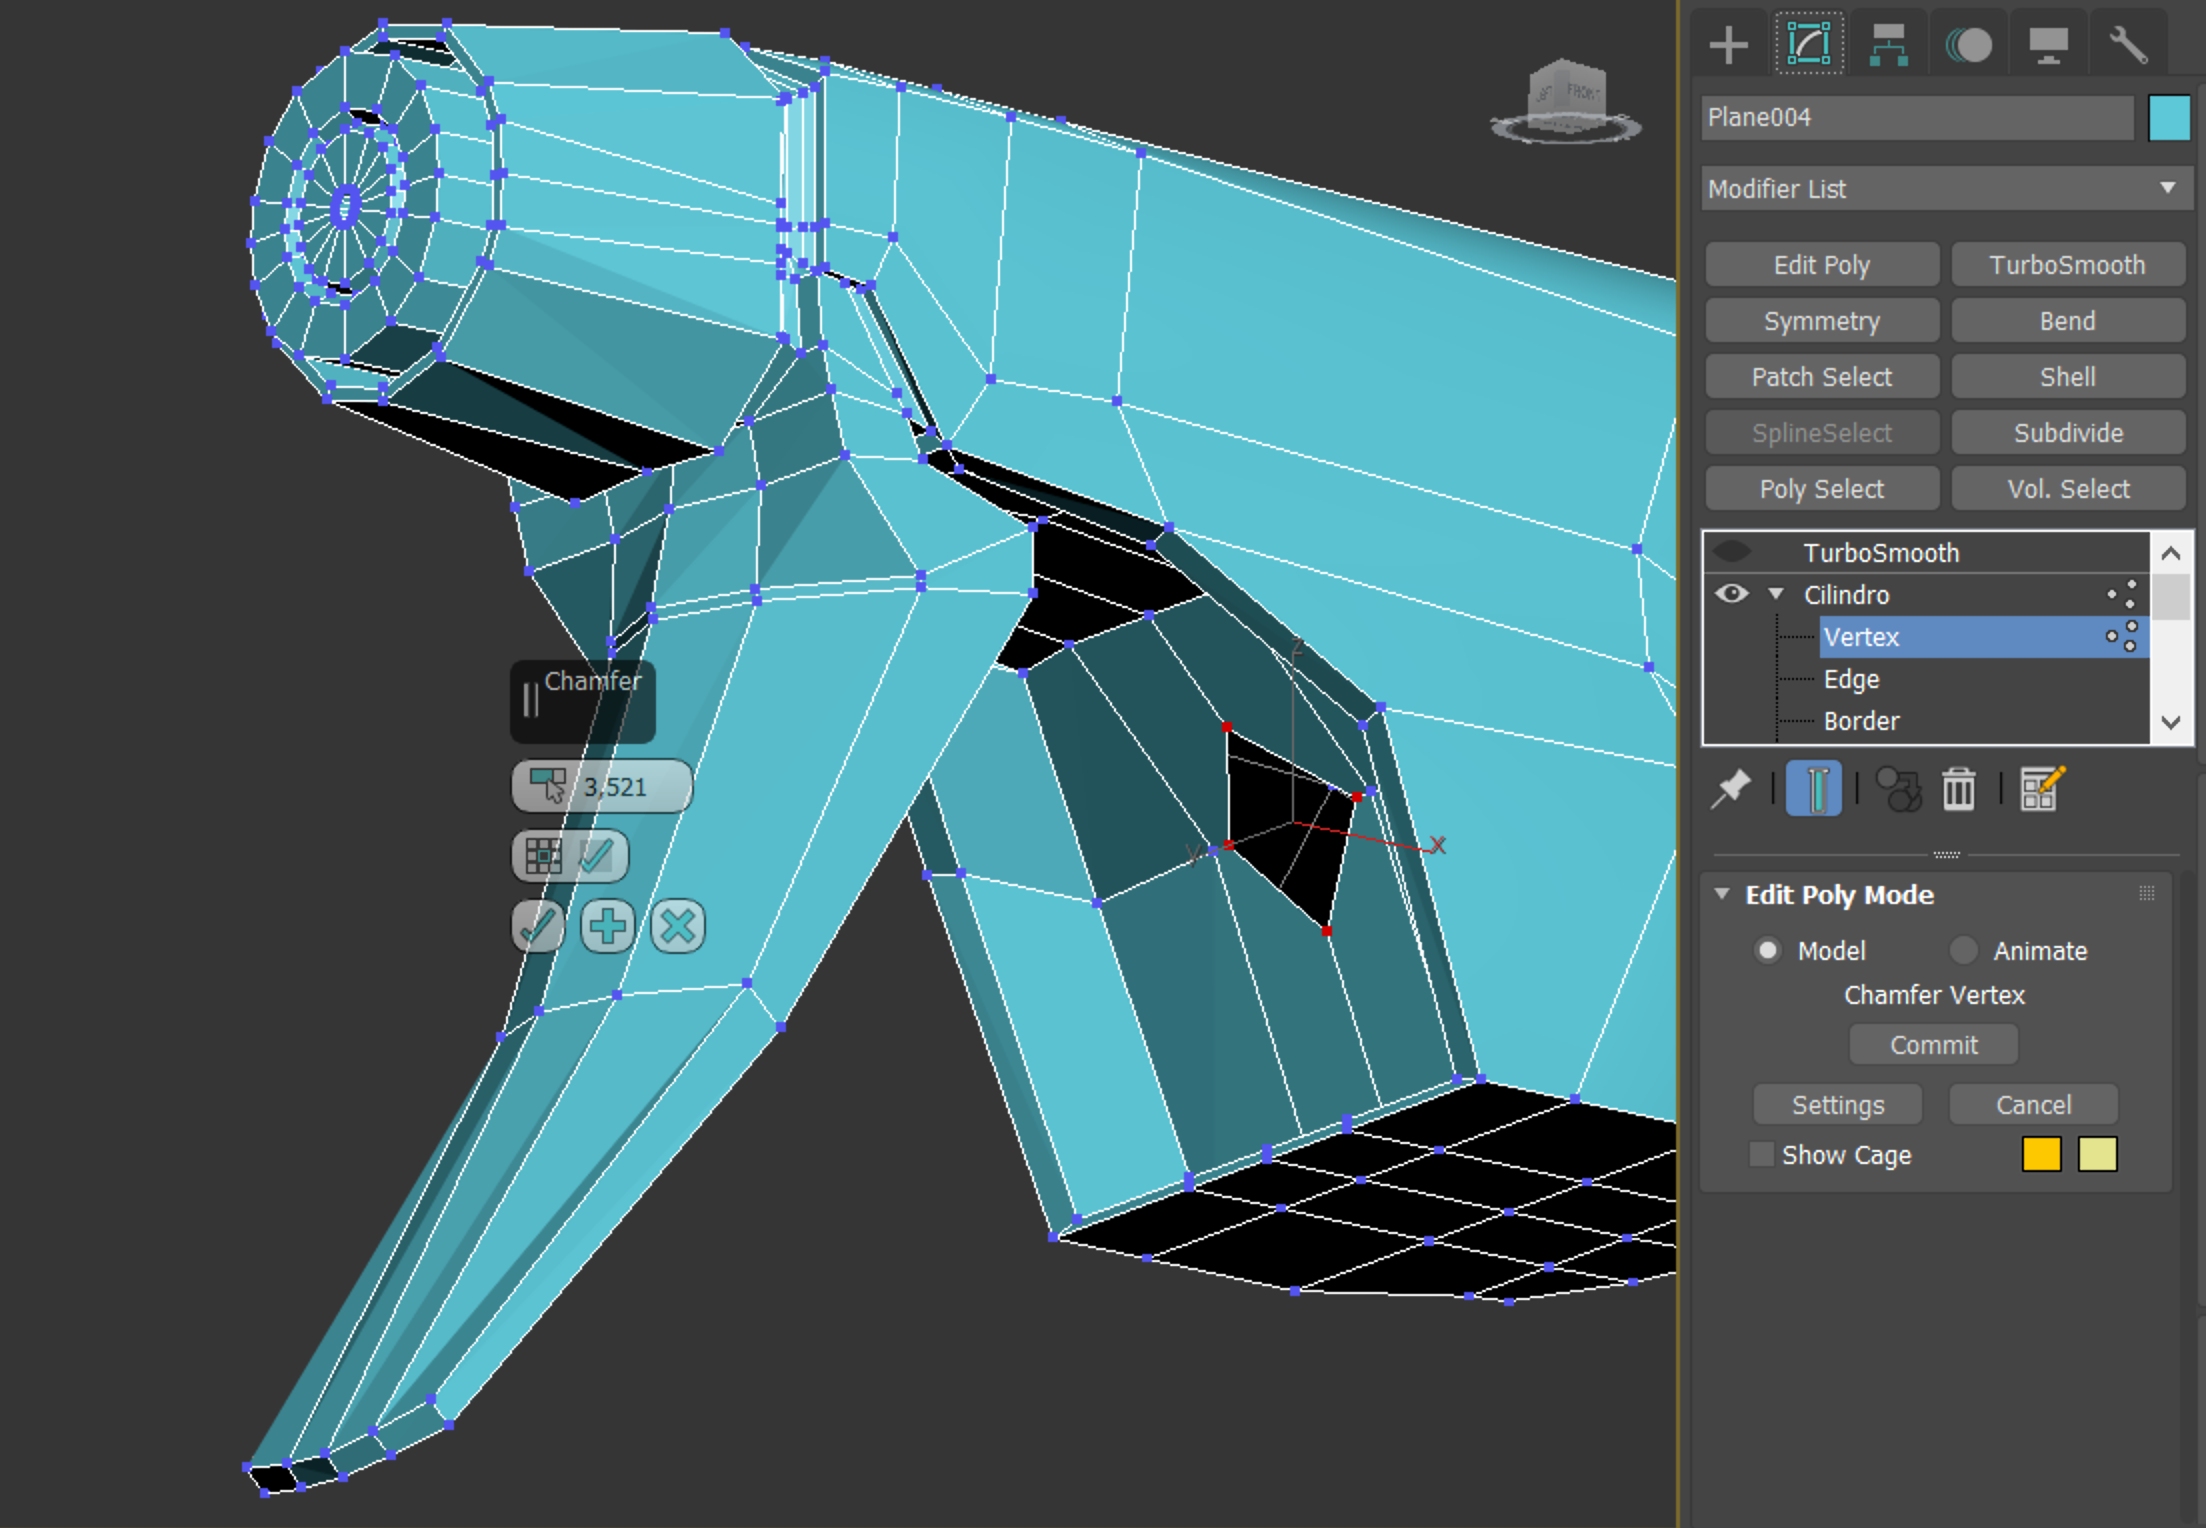 FRONT
Plane004
Modifier List
Edit Poly
TurboSmooth
Symmetry
Bend
Patch Select
Shell
SplineSelect
Subdivide
Poly Select
Vol. Select
TurboSmooth
Cilindro
Vertex
Edge
Border
Chamfer
3,521
z
x
y
Edit Poly Mode
Model
Animate
Chamfer Vertex
Commit
Settings
Cancel
Show Cage